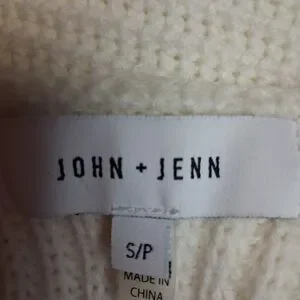 JOHN + JENN
S/P
MADE IN
CHINA